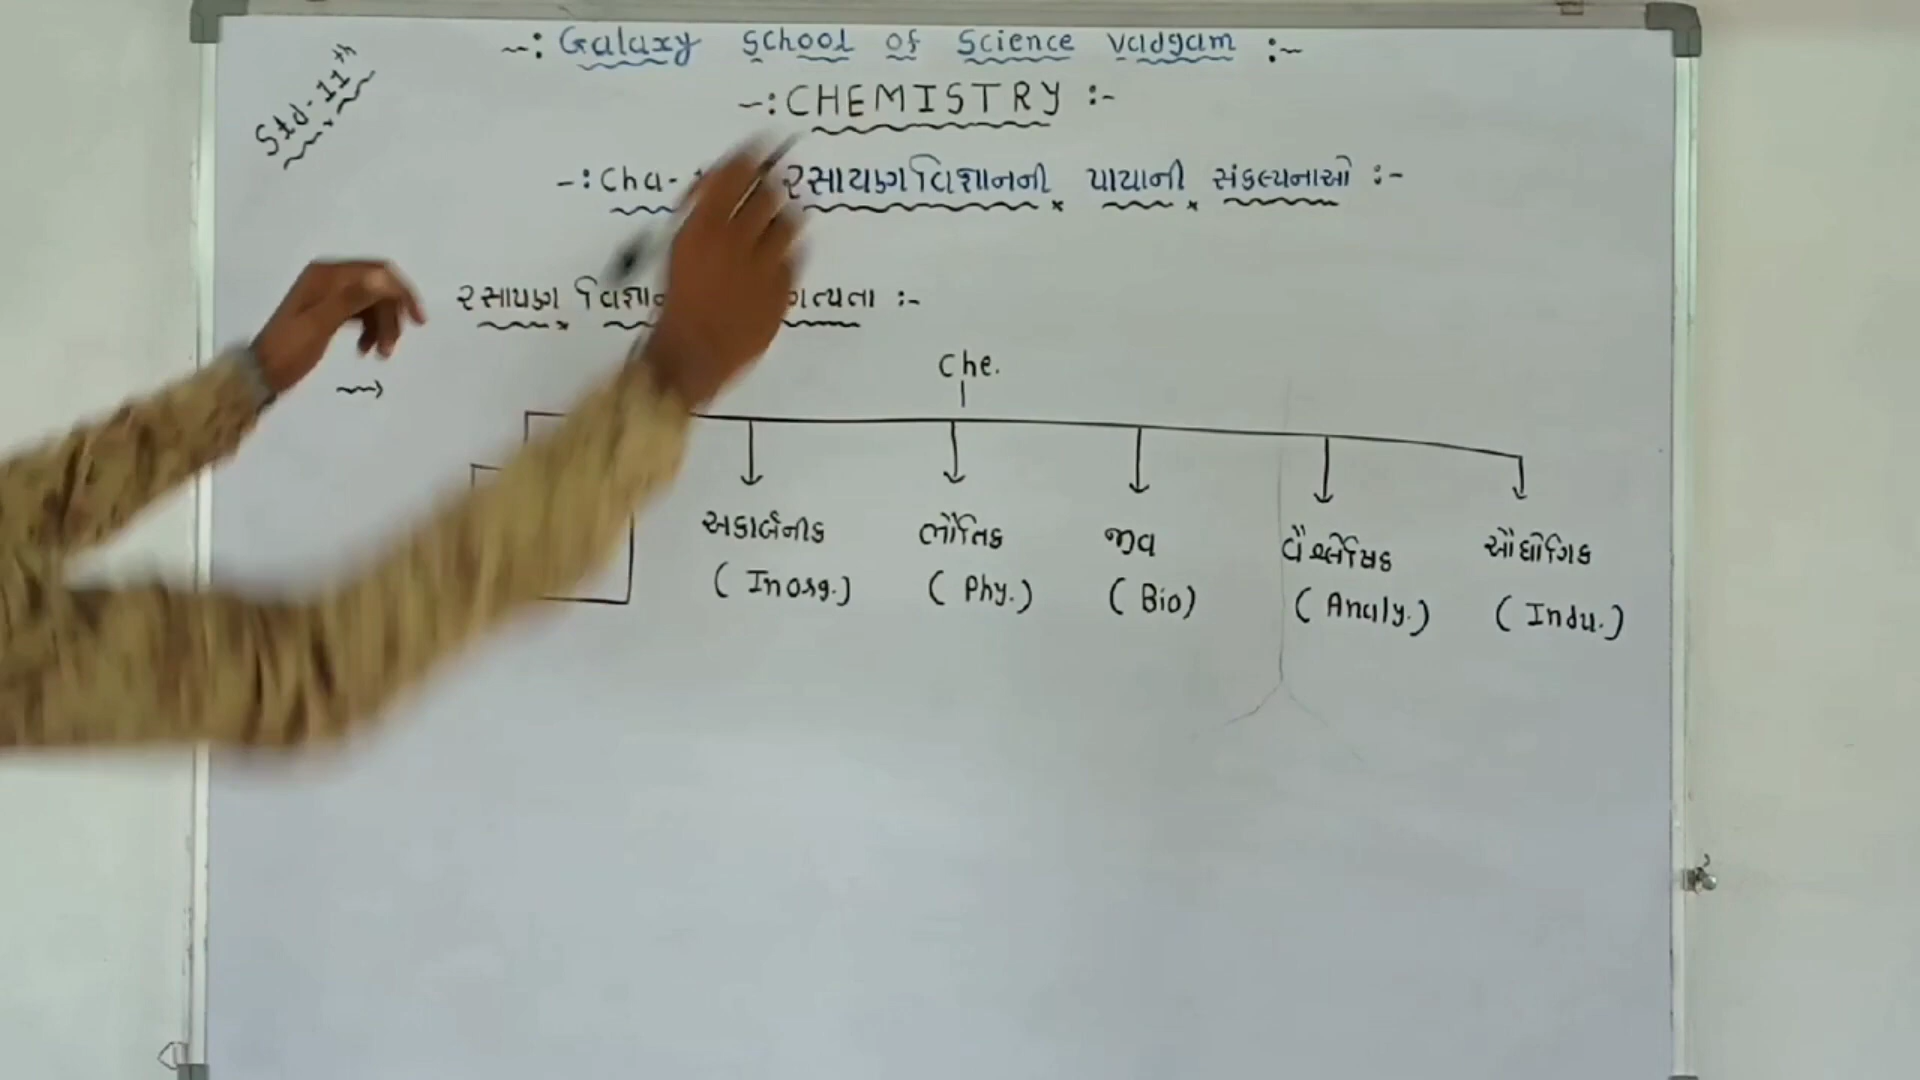 Std-11th
-: Galaxy School of Science Vadgam :-
-: CHEMISTRY :-
-: Cha- રસાયણવિજ્ઞાનની પાયાની સંકલ્પનાઓ :-
રસાયણ :-
Che.
અકાર્બનીક ભૌતિક જીવ વૈશ્લેષિક ઔદ્યોગિક
( Inorg.) ( Phy.) ( Bio) ( Analy.) ( Indu.)